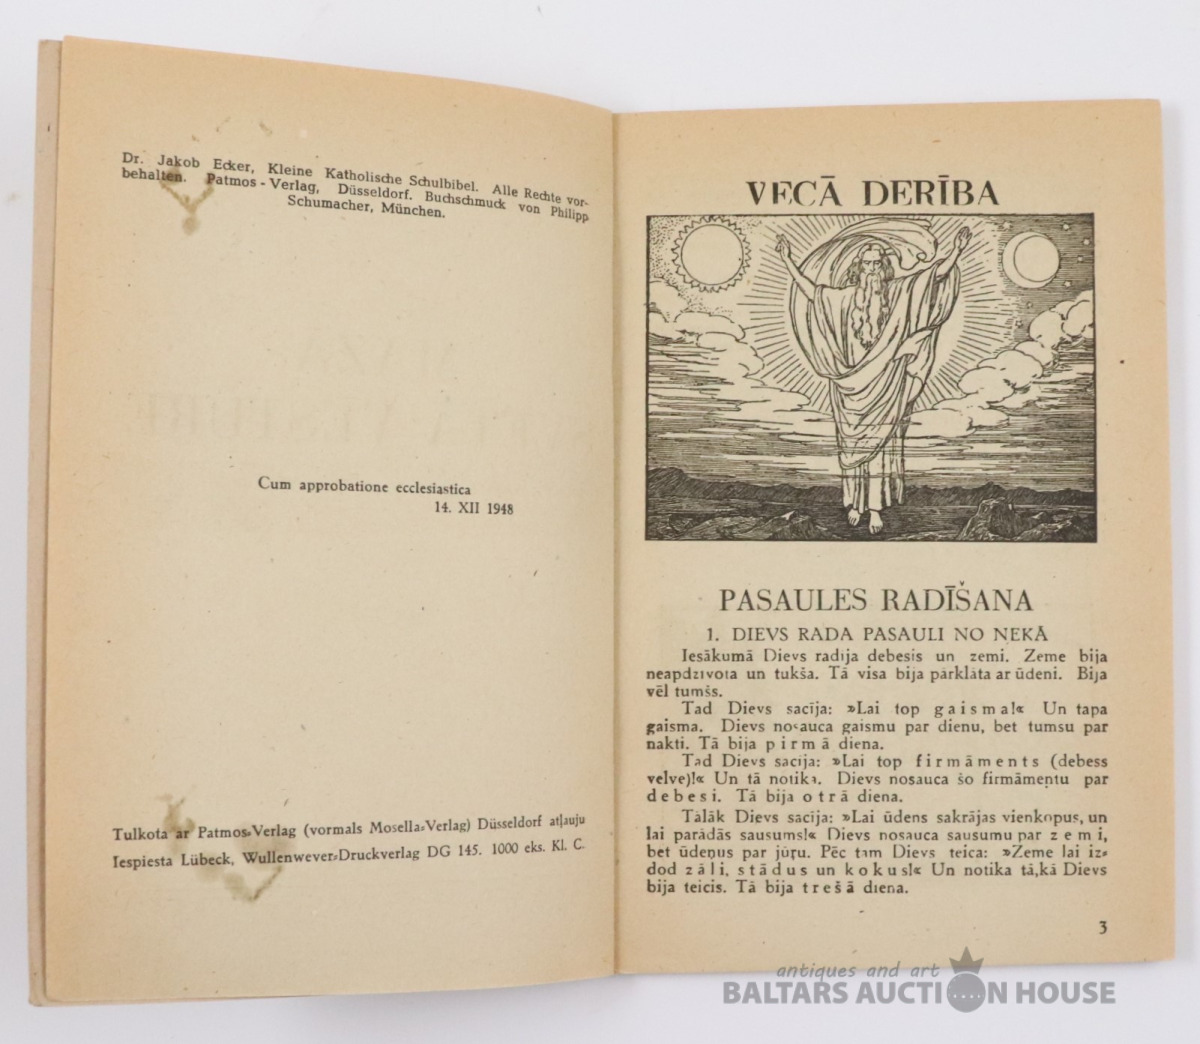 Dr. Jakob Ecker, Kleine Katholische Schulbibel. Alle Rechte vor-
behalten. Patmos-Verlag, Düsseldorf. Buchschmuck von Philipp
Schumacher, München.
Cum approbatione ecclesiastica
14. XII 1948
Tulkota ar Patmos-Verlag (vormals Mosella-Verlag) Düsseldorf atļauju
Iespiesta Lübeck, Wullenwever-Druckverlag DG 145. 1000 eks. Kl. C.
VECĀ DERĪBA
PASAULES RADĪŠANA
1. DIEVS RADA PASAULI NO NEKĀ
Iesākumā Dievs radīja debesis un zemi. Zeme bija
neapdzīvota un tukša. Tā visa bija pārklāta ar ūdeni. Bija
vēl tumšs.
Tad Dievs sacīja: »Lai top gaisma!« Un tapa
gaisma. Dievs nosauca gaismu par dienu, bet tumsu par
nakti. Tā bija pirmā diena.
Tad Dievs sacīja: »Lai top firmāments (debess
velve)!« Un tā notika. Dievs nosauca šo firmāmentu par
debesi. Tā bija otrā diena.
Tālāk Dievs sacīja: »Lai ūdens sakrājas vienkopus, un
lai parādās sausums!« Dievs nosauca sausumu par zemi,
bet ūdeņus par jūŗu. Pēc tam Dievs teica: »Zeme lai iz-
dod zāli, stādus un kokus!« Un notika tā,kā Dievs
bija teicis. Tā bija trešā diena.
3
antiques and art
BALTARS AUCTION HOUSE